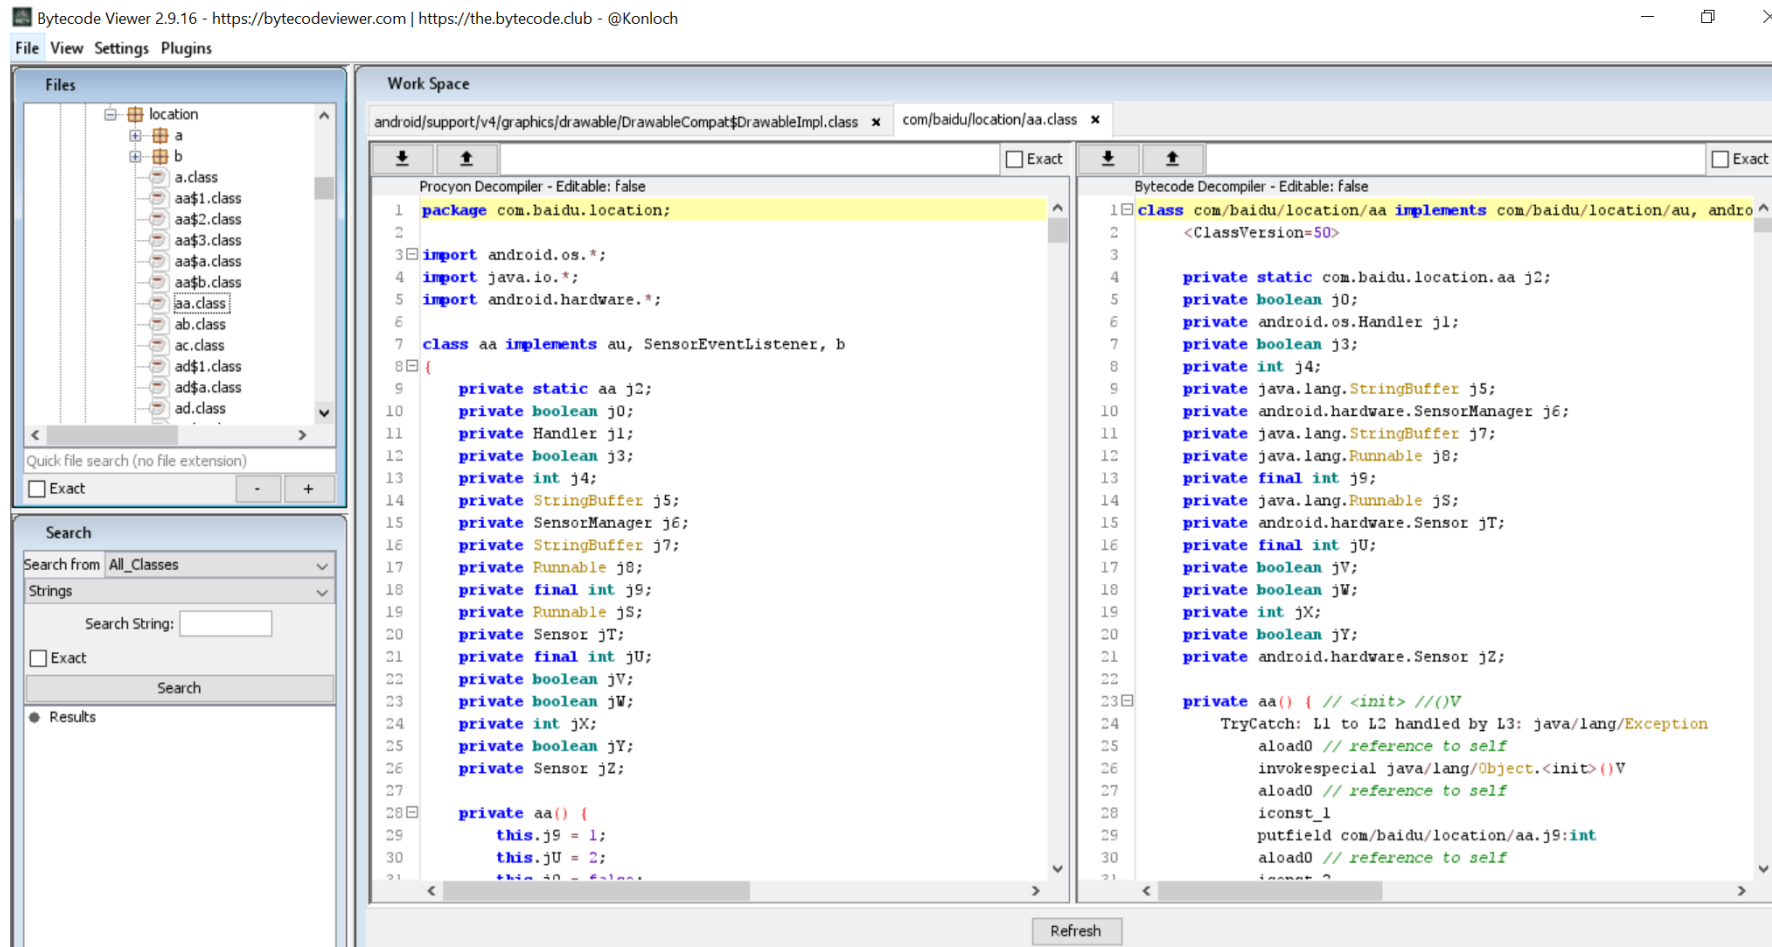 Bytecode Viewer 2.9.16 - https://bytecodeviewer.com | https://the.bytecode.club - @Konloch
File View Settings Plugins
Files
location
a
b
a.class
aa$1.class
aa$2.class
aa$3.class
aa$a.class
aa$b.class
aa.class
ab.class
ac.class
ad$1.class
ad$a.class
ad.class
Quick file search (no file extension)
Exact
- +
Search
Search from All_Classes
Strings
Search String:
Exact
Search
Results
Work Space
android/support/v4/graphics/drawable/DrawableCompat$DrawableImpl.class × com/baidu/location/aa.class ×
Exact
Procyon Decompiler - Editable: false
1 package com.baidu.location;
2
3 import android.os.*;
4 import java.io.*;
5 import android.hardware.*;
6
7 class aa implements au, SensorEventListener, b
8 {
9 private static aa j2;
10 private boolean j0;
11 private Handler j1;
12 private boolean j3;
13 private int j4;
14 private StringBuffer j5;
15 private SensorManager j6;
16 private StringBuffer j7;
17 private Runnable j8;
18 private final int j9;
19 private Runnable jS;
20 private Sensor jT;
21 private final int jU;
22 private boolean jV;
23 private boolean jW;
24 private int jX;
25 private boolean jY;
26 private Sensor jZ;
27
28 private aa() {
29 this.j9 = 1;
30 this.jU = 2;
31 this.j0 = false;
Exact
Bytecode Decompiler - Editable: false
1 class com/baidu/location/aa implements com/baidu/location/au, andro
2 <ClassVersion=50>
3
4 private static com.baidu.location.aa j2;
5 private boolean j0;
6 private android.os.Handler j1;
7 private boolean j3;
8 private int j4;
9 private java.lang.StringBuffer j5;
10 private android.hardware.SensorManager j6;
11 private java.lang.StringBuffer j7;
12 private java.lang.Runnable j8;
13 private final int j9;
14 private java.lang.Runnable jS;
15 private android.hardware.Sensor jT;
16 private final int jU;
17 private boolean jV;
18 private boolean jW;
19 private int jX;
20 private boolean jY;
21 private android.hardware.Sensor jZ;
22
23 private aa() { // <init> //()V
24 TryCatch: L1 to L2 handled by L3: java/lang/Exception
25 aload0 // reference to self
26 invokespecial java/lang/Object.<init>()V
27 aload0 // reference to self
28 iconst_1
29 putfield com/baidu/location/aa.j9:int
30 aload0 // reference to self
31 iconst_2
Refresh